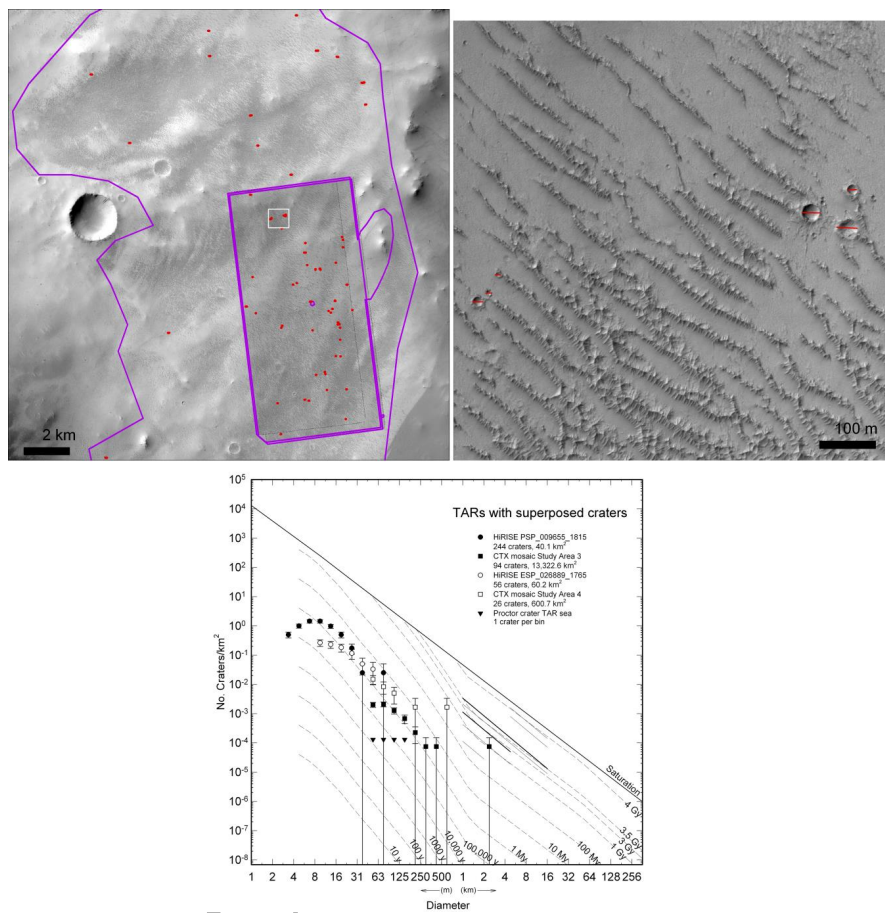 2 km
100 m
TARs with superposed craters
HiRISE PSP_009655_1815
244 craters, 40.1 km²
CTX mosaic Study Area 3
94 craters, 13,322.6 km²
HiRISE ESP_026889_1765
56 craters, 60.2 km²
CTX mosaic Study Area 4
26 craters, 600.7 km²
Proctor crater TAR sea
1 crater per bin
No. Craters/km²
10⁵
10⁴
10³
10²
10¹
10⁰
10⁻¹
10⁻²
10⁻³
10⁻⁴
10⁻⁵
10⁻⁶
10⁻⁷
10⁻⁸
Saturation
4 Gy
3.5 Gy
3 Gy
1 Gy
100 My
10 My
1 My
100,000 y
10,000 y
1000 y
100 y
10 y
1 2 4 8 16 31 63 125 250 500 1 2 4 8 16 32 64 128 256
(m) (km)
Diameter